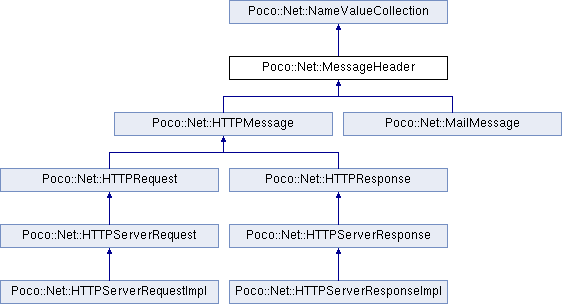 Poco::Net::NameValueCollection
Poco::Net::MessageHeader
Poco::Net::HTTPMessage
Poco::Net::MailMessage
Poco::Net::HTTPRequest
Poco::Net::HTTPResponse
Poco::Net::HTTPServerRequest
Poco::Net::HTTPServerResponse
Poco::Net::HTTPServerRequestImpl
Poco::Net::HTTPServerResponseImpl